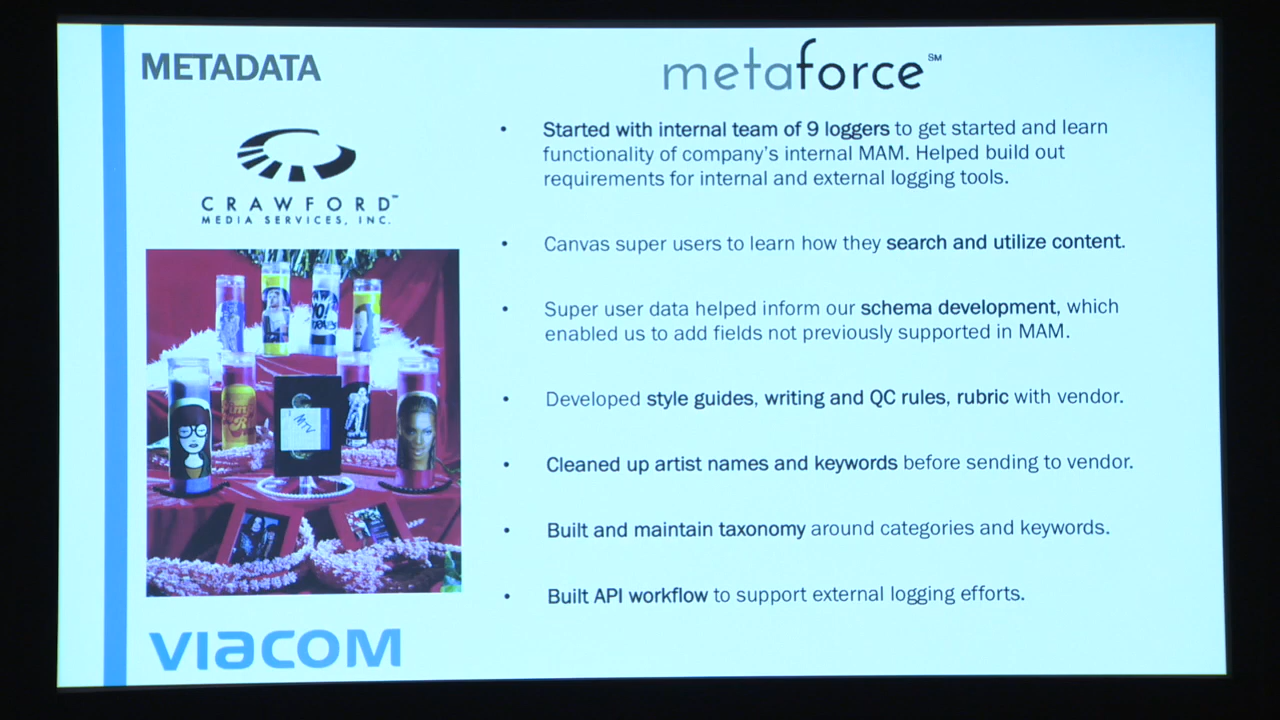 METADATA
CRAWFORD™
MEDIA SERVICES, INC.
MTV
VIACOM
metaforce℠
• Started with internal team of 9 loggers to get started and learn
functionality of company's internal MAM. Helped build out
requirements for internal and external logging tools.
• Canvas super users to learn how they search and utilize content.
• Super user data helped inform our schema development, which
enabled us to add fields not previously supported in MAM.
• Developed style guides, writing and QC rules, rubric with vendor.
• Cleaned up artist names and keywords before sending to vendor.
• Built and maintain taxonomy around categories and keywords.
• Built API workflow to support external logging efforts.